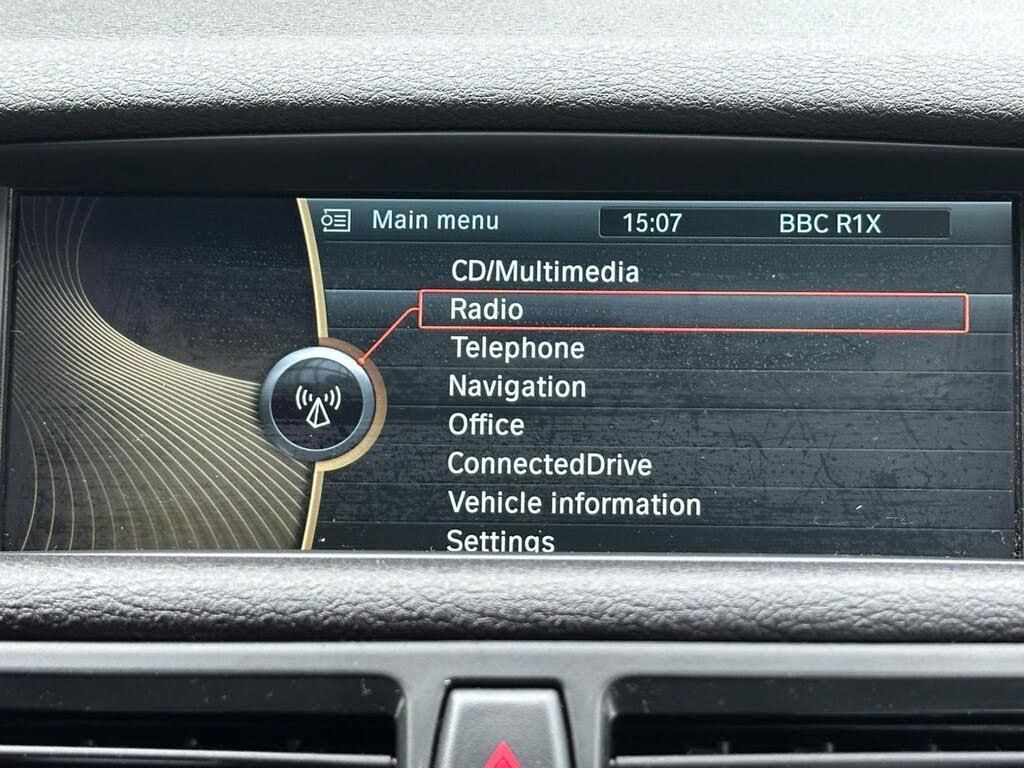 Main menu 15:07 BBC R1X
CD/Multimedia
Radio
Telephone
Navigation
Office
ConnectedDrive
Vehicle information
Settings